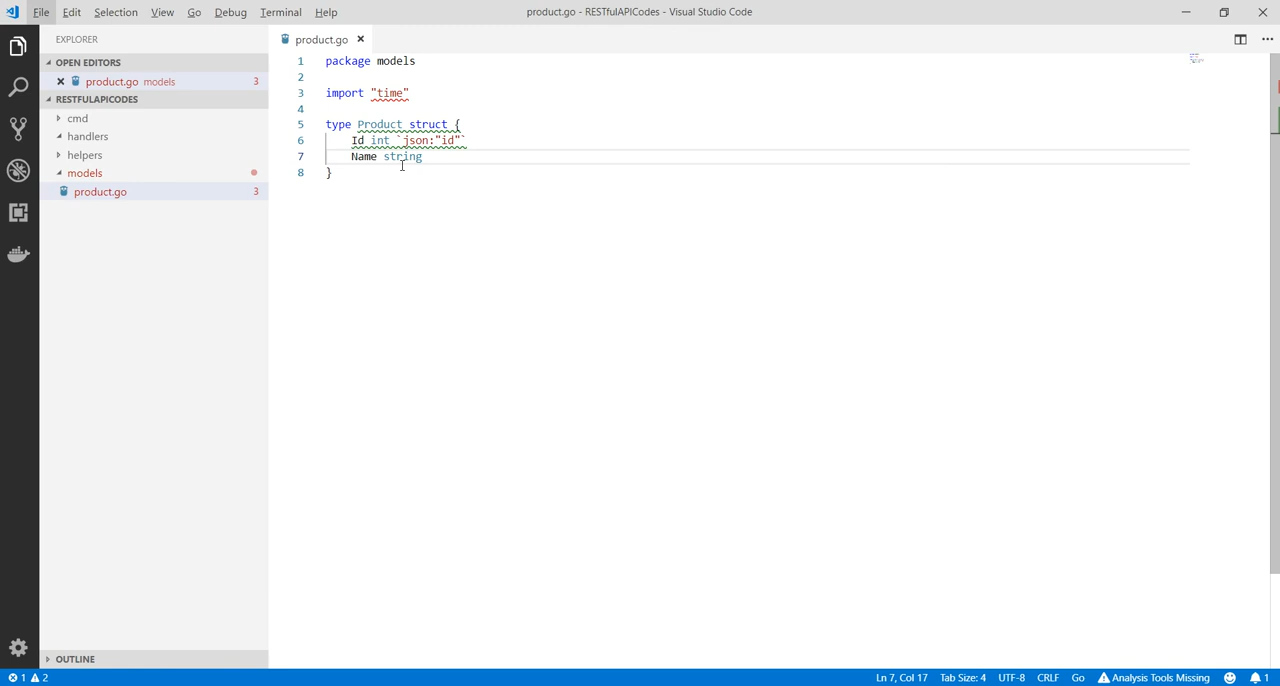 File Edit Selection View Go Debug Terminal Help product.go - RESTfulAPICodes - Visual Studio Code
EXPLORER
product.go
OPEN EDITORS
product.go models 3
RESTFULAPICODES
cmd
handlers
helpers
models
product.go 3
OUTLINE
1 package models
2
3 import "time"
4
5 type Product struct {
6 Id int `json:"id"`
7 Name string
8 }
1 2 Ln 7, Col 17 Tab Size: 4 UTF-8 CRLF Go Analysis Tools Missing 1